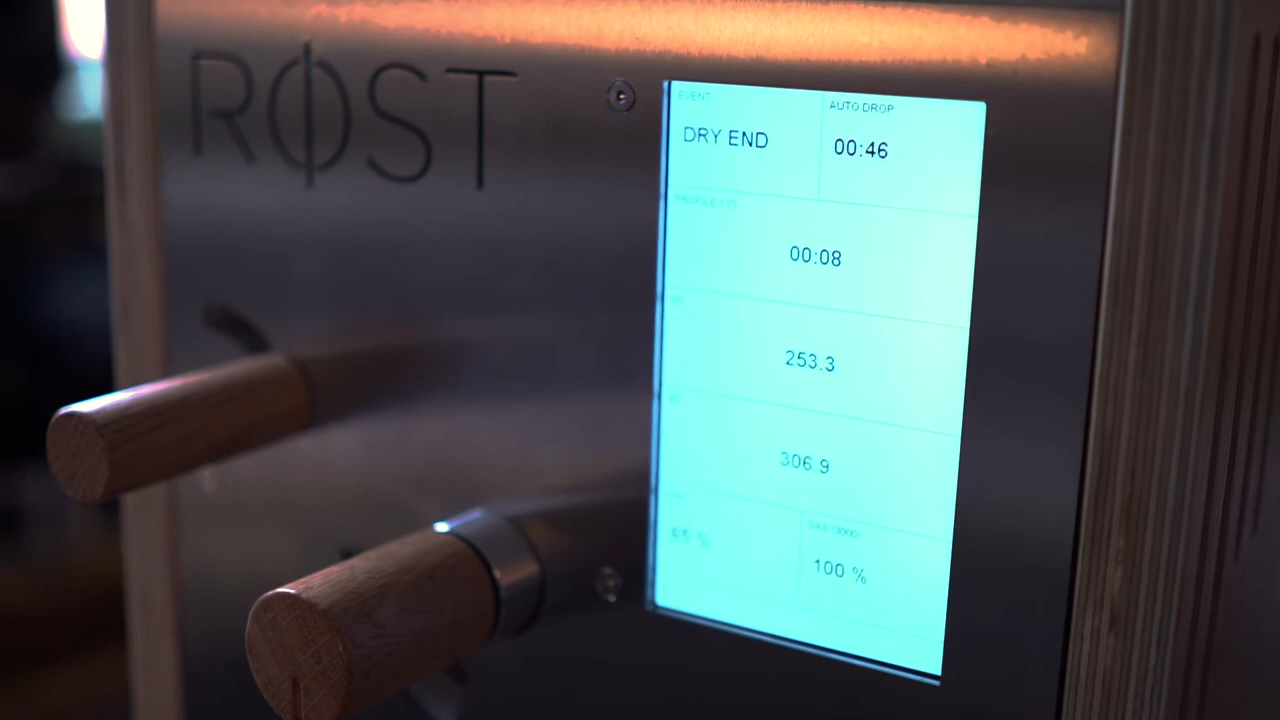 RØST
EVENT
DRY END
AUTO DROP
00:46
00:08
253.3
306.9
100 %